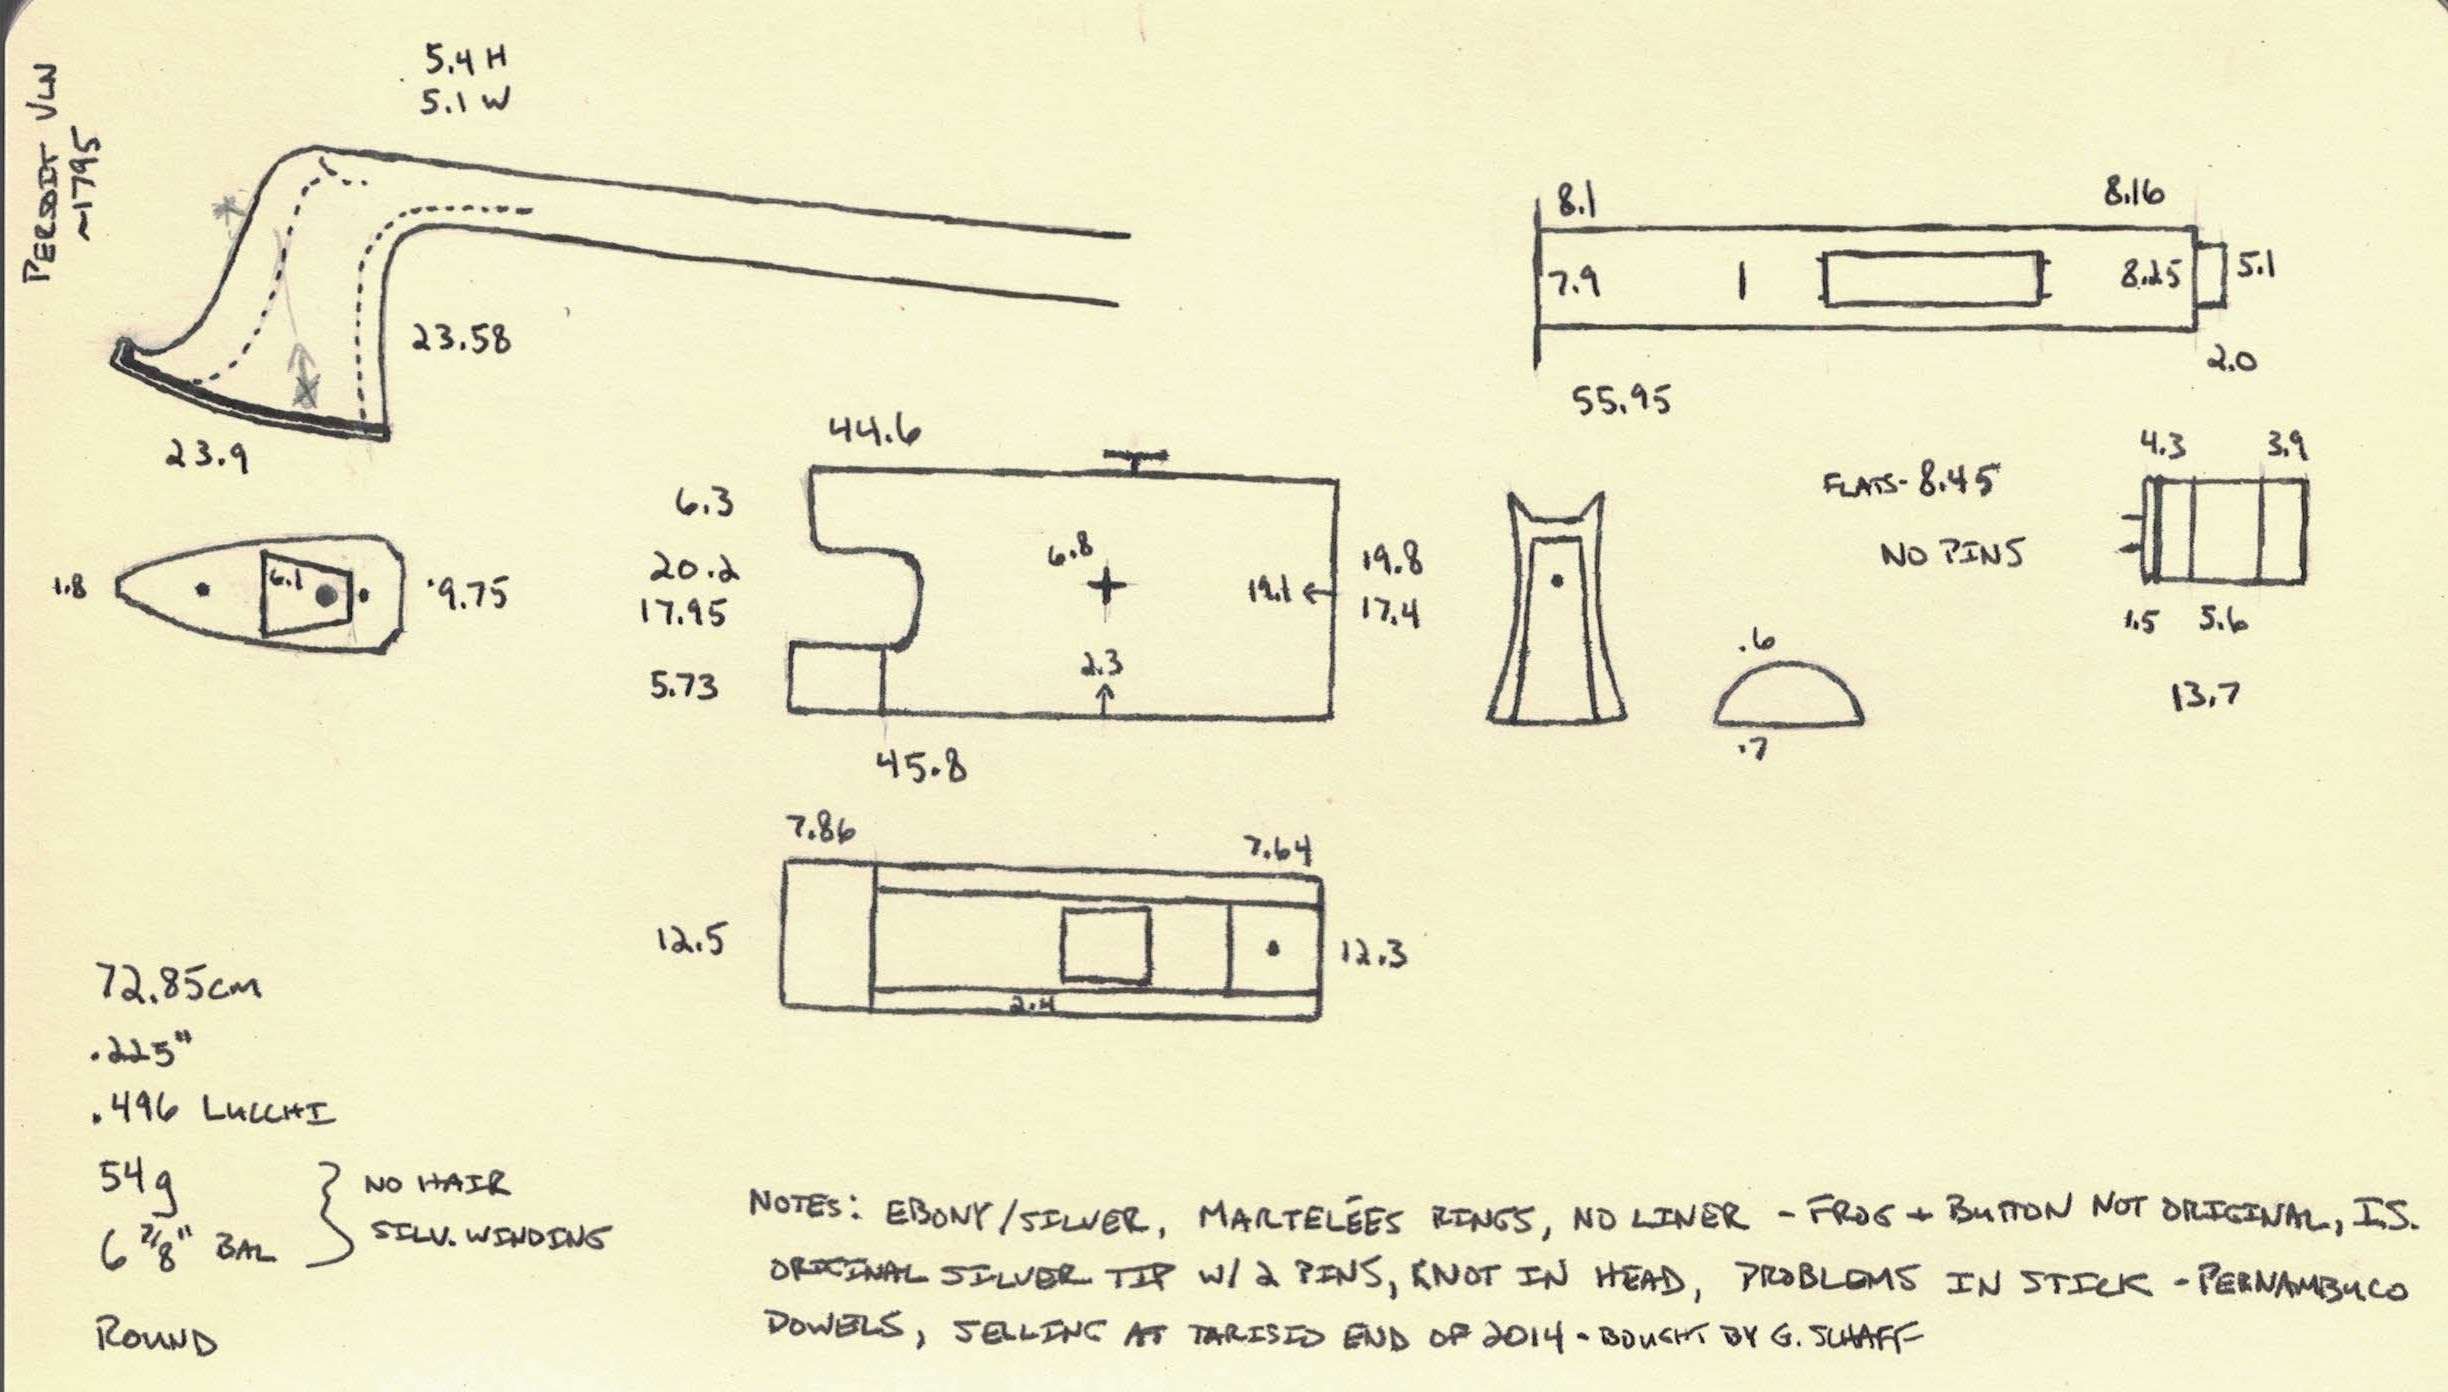 PERSOIT VLN
~1795
5.4 H
5.1 W
23.58
23.9
1.8
6.1
9.75
8.1
8.16
7.9
8.25
5.1
2.0
55.95
44.6
6.3
20.2
17.95
5.73
6.8
19.1
19.8
17.4
2.3
45.8
FLATS- 8.45
NO PINS
4.3
3.9
1.5
5.6
13.7
.6
.7
7.86
7.64
12.5
12.3
2.4
72.85cm
.225"
.496 LUCCHI
54g
6 7/8" BAL
NO HAIR
SILV. WINDING
ROUND
NOTES: EBONY/SILVER, MARTELÉES RINGS, NO LINER - FROG + BUTTON NOT ORIGINAL, I.S.
ORIGINAL SILVER TIP W/ 2 PINS, KNOT IN HEAD, PROBLEMS IN STICK - PERNAMBUCO
DOWELS, SELLING AT TARISIO END OF 2014 - BOUGHT BY G. SCHAFF